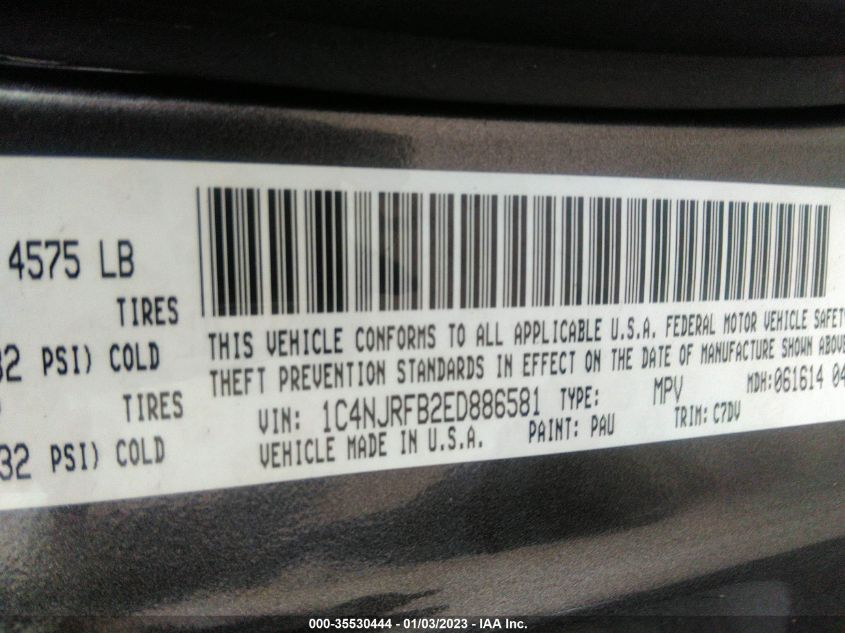 4575 LB
TIRES
32 PSI) COLD
TIRES
32 PSI) COLD
THIS VEHICLE CONFORMS TO ALL APPLICABLE U.S.A. FEDERAL MOTOR VEHICLE SAFETY
THEFT PREVENTION STANDARDS IN EFFECT ON THE DATE OF MANUFACTURE SHOWN ABOVE
VIN: 1C4NJRFB2ED886581 TYPE: MPV MDH:061614 04
VEHICLE MADE IN U.S.A. PAINT: PAU TRIM: C7DV
000-35530444 — 01/03/2023 — IAA Inc.